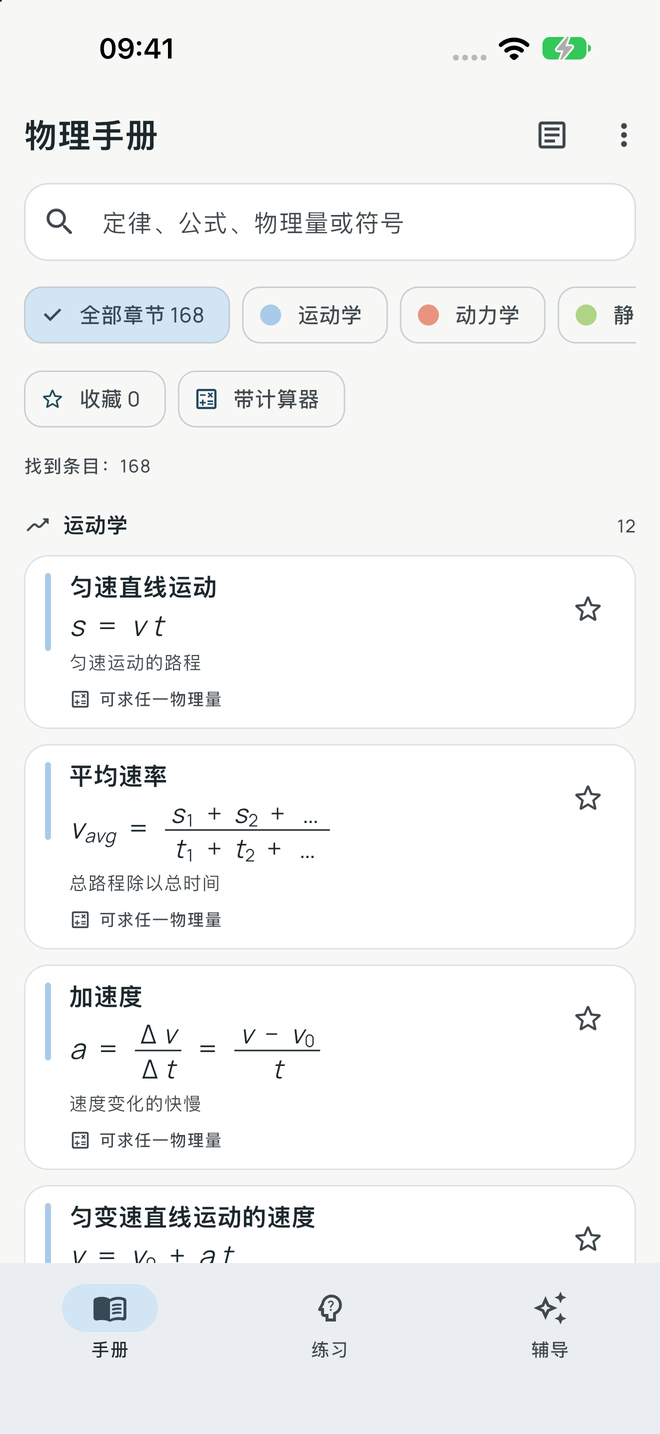 09:41
物理手册
定律、公式、物理量或符号
全部章节 168 运动学 动力学 静
收藏 0 带计算器
找到条目：168
运动学 12
匀速直线运动
s = v t
匀速运动的路程
可求任一物理量
平均速率
v_avg = (s₁ + s₂ + …) / (t₁ + t₂ + …)
总路程除以总时间
可求任一物理量
加速度
a = Δ v / Δ t = (v − v₀) / t
速度变化的快慢
可求任一物理量
匀变速直线运动的速度
v = v₀ + a t
手册 练习 辅导